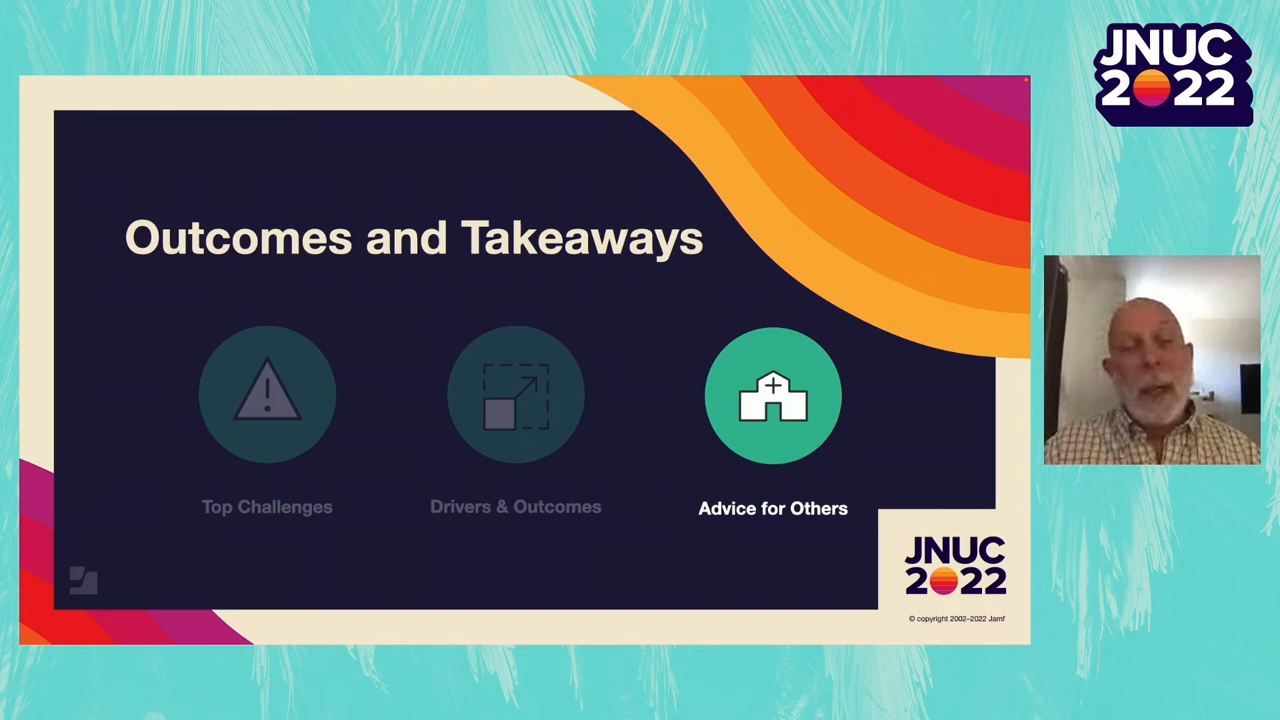 JNUC
2022
Outcomes and Takeaways
Top Challenges
Drivers & Outcomes
Advice for Others
JNUC
2022
© copyright 2002–2022 Jamf